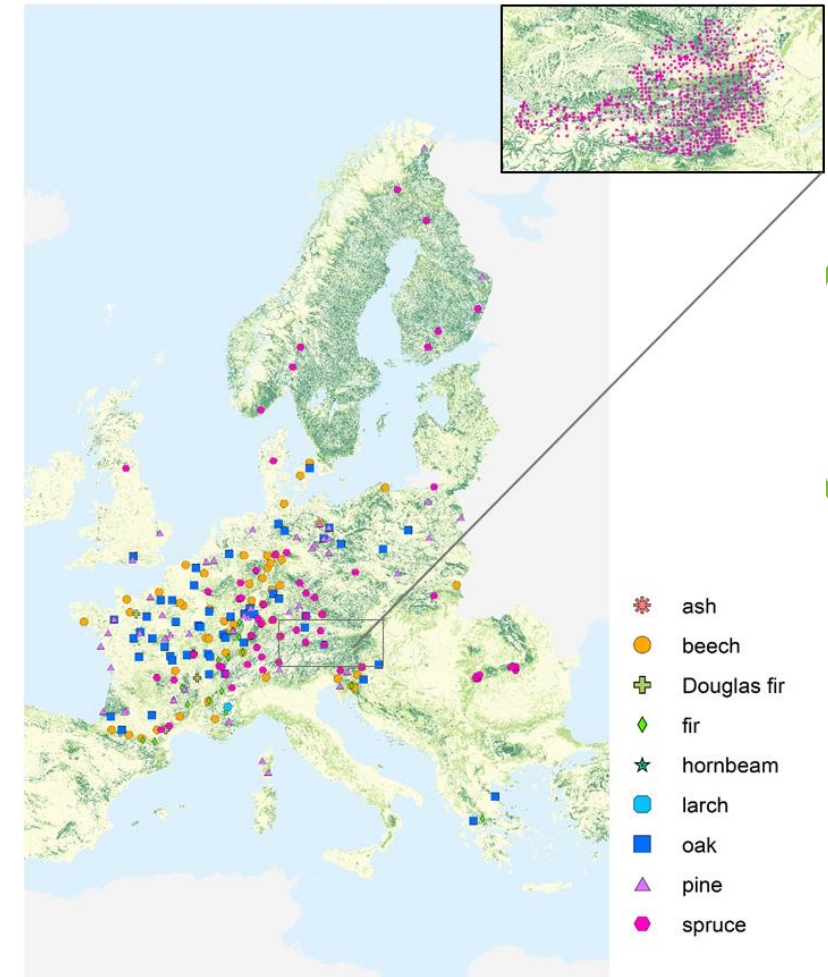 ash
beech
Douglas fir
fir
hornbeam
larch
oak
pine
spruce